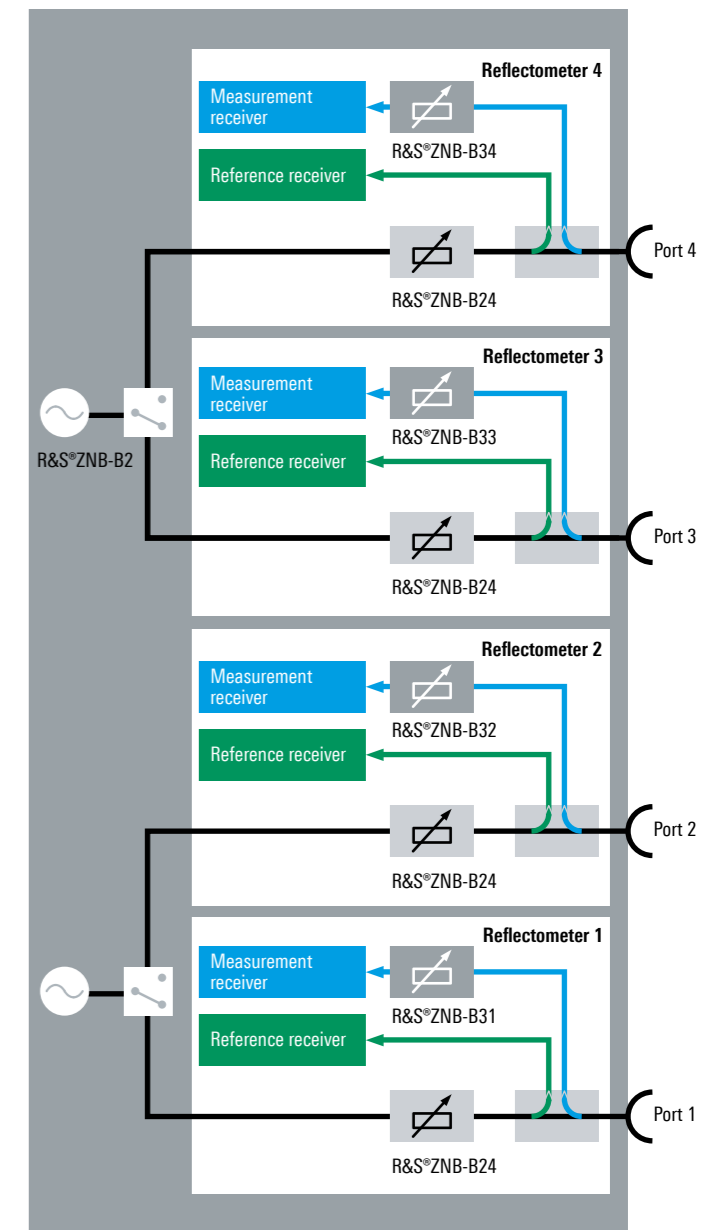 Reflectometer 4
Measurement
receiver
R&S®ZNB-B34
Reference receiver
Port 4
R&S®ZNB-B24
Reflectometer 3
Measurement
receiver
R&S®ZNB-B33
R&S®ZNB-B2
Reference receiver
Port 3
R&S®ZNB-B24
Reflectometer 2
Measurement
receiver
R&S®ZNB-B32
Reference receiver
Port 2
R&S®ZNB-B24
Reflectometer 1
Measurement
receiver
R&S®ZNB-B31
Reference receiver
Port 1
R&S®ZNB-B24